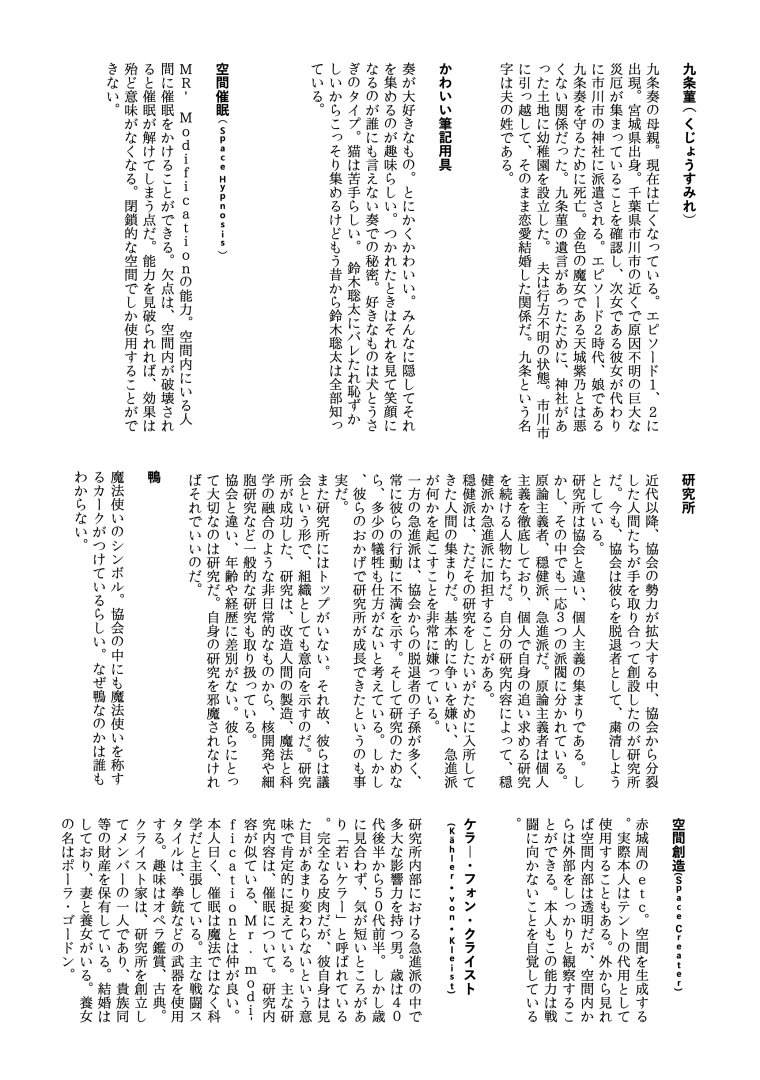 九条菫（くじょうすみれ）
九条奏の母親。現在は亡くなっている。エピソード１、２に
出現。宮城県出身。千葉県市川市の近くで原因不明の巨大な
災厄が集まっていることを確認し、次女である彼女が代わり
に市川市の神社に派遣される。エピソード２時代、娘である
九条奏を守るために死亡。金色の魔女である天城紫乃とは悪
くない関係だった。九条菫の遺言があったために、神社があ
った土地に幼稚園を設立した。　夫は行方不明の状態。市川市
に引っ越して、そのまま恋愛結婚した関係だ。九条という名
字は夫の姓である。
かわいい筆記用具
奏が大好きなもの。とにかくかわいい。みんなに隠してそれ
を集めるのが趣味らしい。つかれたときはそれを見て笑顔に
なるのが誰にも言えない奏での秘密。好きなものは犬とうさ
ぎのタイプ。猫は苦手らしい。　鈴木聡太にバレたれ恥ずか
しいからこっそり集めるけどもう昔から鈴木聡太は全部知っ
ている。
空間催眠（Space Hypnosis）
MR' Modificationの能力。空間内にいる人
間に催眠をかけることができる。欠点は、空間内が破壊され
ると催眠が解けてしまう点だ。能力を見破られれば、効果は
殆ど意味がなくなる。閉鎖的な空間でしか使用することがで
きない。
研究所
近代以降、協会の勢力が拡大する中、協会から分裂
した人間たちが手を取り合って創設したのが研究所
だ。今も、協会は彼らを脱退者として、粛清しよう
としている。
研究所は協会と違い、個人主義の集まりである。し
かし、その中でも一応３つの派閥に分かれている。
原論主義者、穏健派、急進派だ。原論主義者は個人
主義を徹底しており、個人で自身の追い求める研究
を続ける人物たちだ。自分の研究内容によって、穏
健派か急進派に加担することがある。
穏健派は、ただその研究をしたいがために入所して
きた人間の集まりだ。基本的に争いを嫌い、急進派
が何かを起こすことを非常に嫌っている。
一方の急進派は、協会からの脱退者の子孫が多く、
常に彼らの行動に不満を示す。そして研究のためな
ら、多少の犠牲も仕方がないと考えている。しかし
、彼らのおかげで研究所が成長できたというのも事
実だ。
また研究所にはトップがいない。それ故、彼らは議
会という形で、組織としても意向を示すのだ。研究
所が成功した、研究は、改造人間の製造、魔法と科
学の融合のような非日常的なものから、核開発や細
胞研究など一般的な研究も取り扱っている。
協会と違い、年齢や経歴に差別がない。彼らにとっ
て大切なのは研究だ。自身の研究を邪魔されなけれ
ばそれでいいのだ。
鴨
魔法使いのシンボル。協会の中にも魔法使いを称す
るカークがつけているらしい。なぜ鴨なのかは誰も
わからない。
空間創造(Space Creater）
赤城周のｅｔｃ。空間を生成する
。実際本人はテントの代用として
使用することもある。外から見れ
ば空間内部は透明だが、空間内か
らは外部をしっかりと観察するこ
とができる。本人もこの能力は戦
闘に向かないことを自覚している
。
ケラー・フォン・クライスト
(Kähler・von・Kleist)
研究所内部における急進派の中で
多大な影響力を持つ男。歳は４０
代後半から５０代前半。しかし歳
に見合わず、気が短いところがあ
り「若いケラー」と呼ばれている
。完全なる皮肉だが、彼自身は見
た目があまり変わらないという意
味で肯定的に捉えている。主な研
究内容は、催眠について。研究内
容が似ている、Mr. modi-
ficationとは仲が良い。
本人曰く、催眠は魔法ではなく科
学だと主張している。主な戦闘ス
タイルは、拳銃などの武器を使用
する。趣味はオペラ鑑賞、古典。
クライスト家は、研究所を創立し
てメンバーの一人であり、貴族同
等の財産を保有している。結婚は
しており、妻と養女がいる。養女
の名はポーラ・ゴードン。